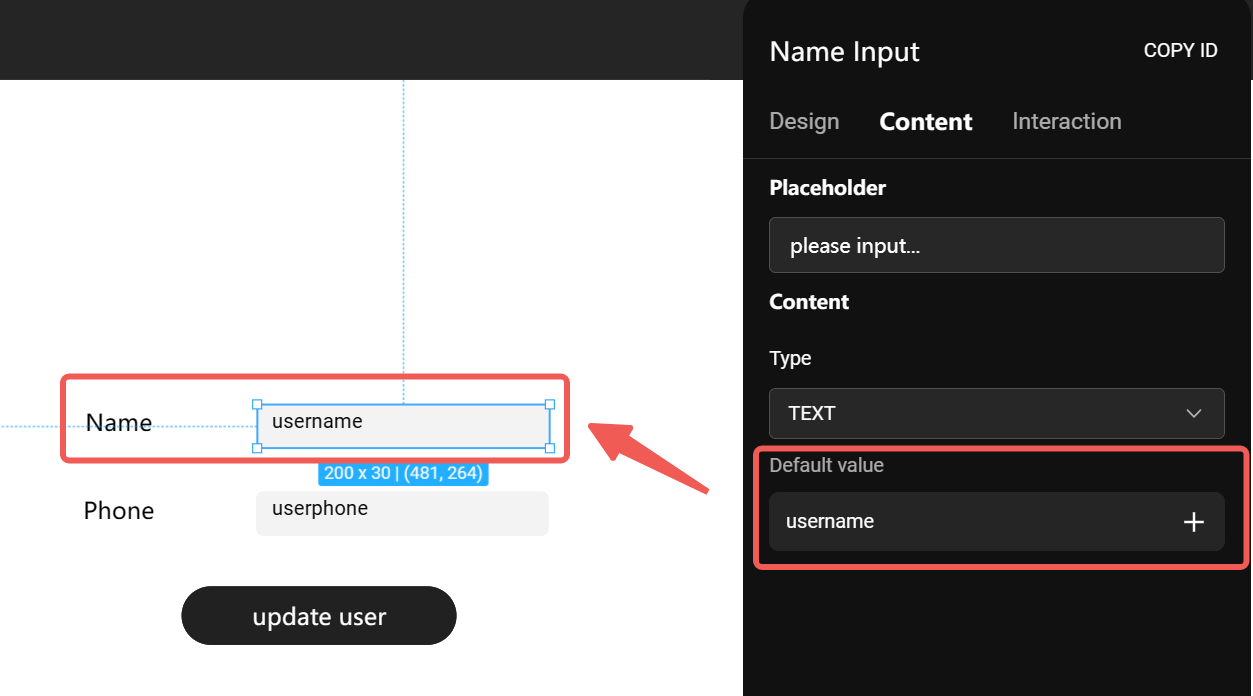 Name Input
COPY ID
Design Content Interaction
Placeholder
please input...
Content
Type
TEXT
Default value
username
Name
username
200 x 30 | (481, 264)
Phone
userphone
update user